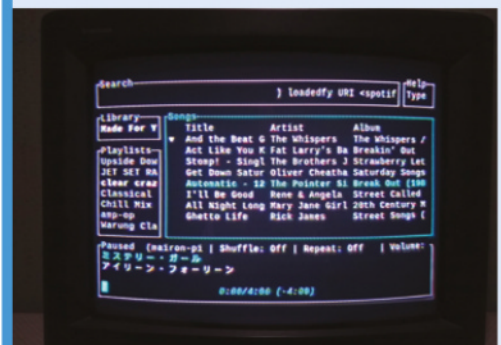 Search
} loadedfy URI <spotif
Help
Type
Library
Made For Y
Playlists
Upside Dow
JET SET RA
clear craz
Classical
Chill Mix
amp-op
Warung Cla
Songs
Title Artist Album
▼ And the Beat G The Whispers The Whispers /
Act Like You K Fat Larry's Ba Breakin' Out
Stomp! - Singl The Brothers J Strawberry Let
Get Down Satur Oliver Cheatha Saturday Songs
Automatic - 12 The Pointer Si Break Out (198
I'll Be Good Rene & Angela Street Called
All Night Long Mary Jane Girl 20th Century M
Ghetto Life Rick James Street Songs (
Paused (mairon-pi | Shuffle: Off | Repeat: Off | Volume:
ミステリー・ガール
アイリーン・フォーリーン
0:00/4:00 (-4:00)